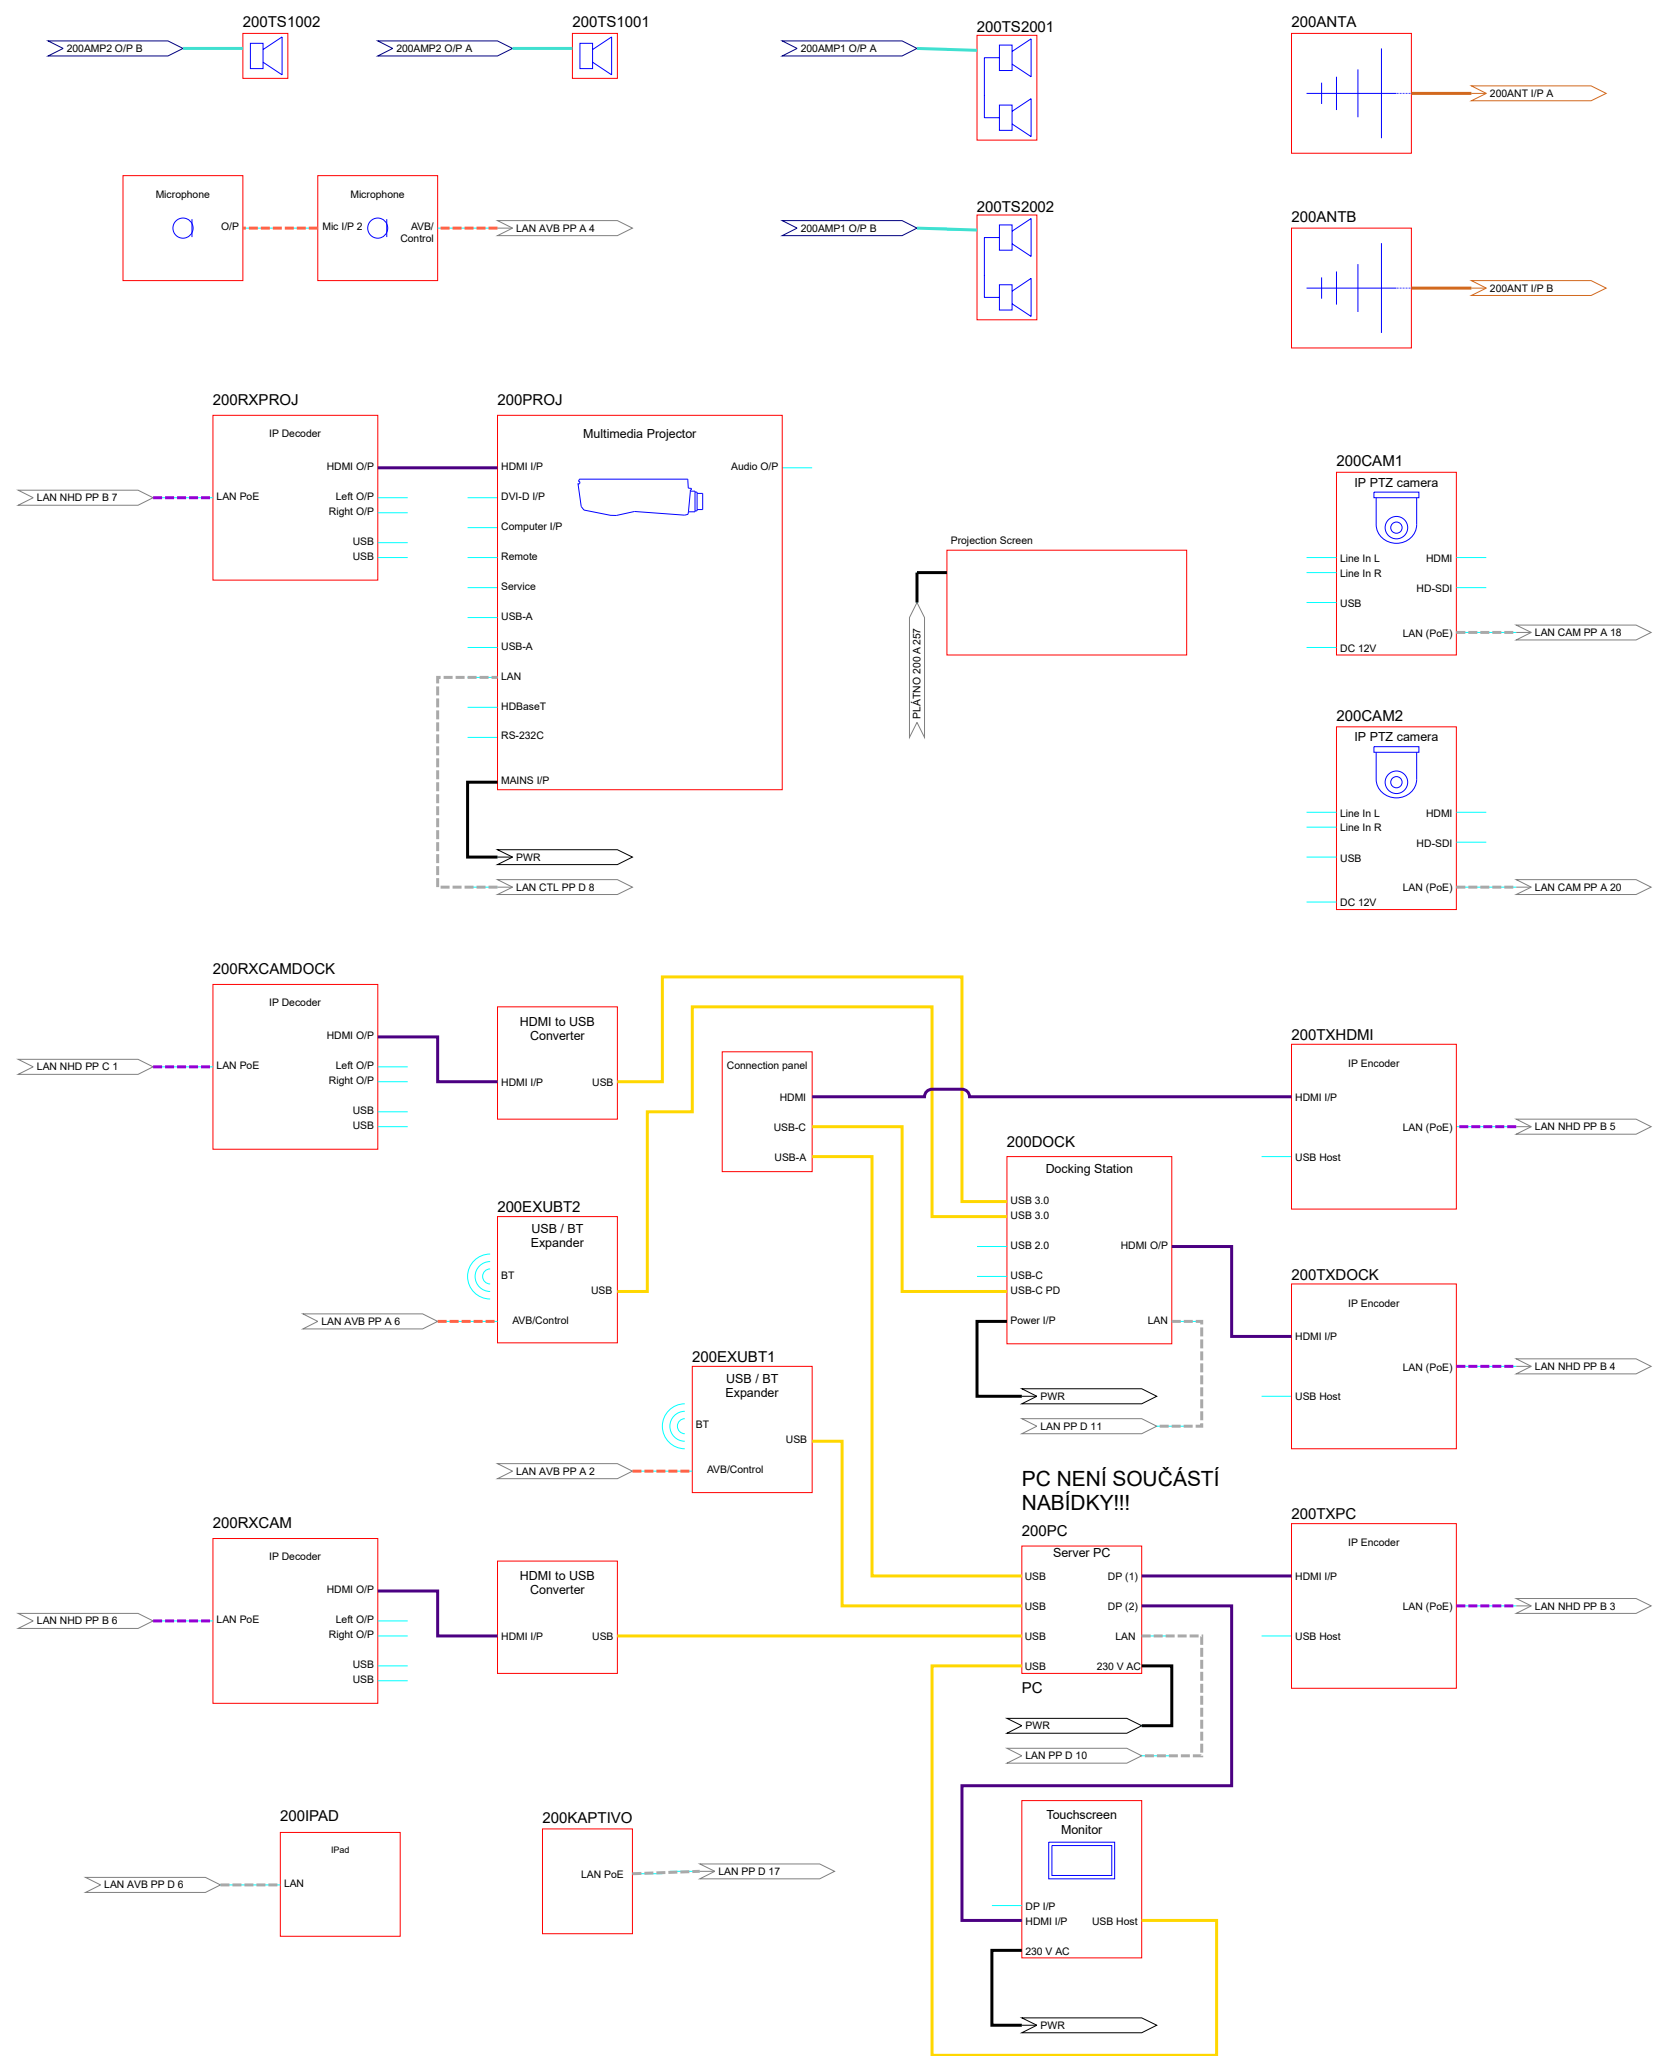 200TS1002
200AMP2 O/P B
200TS1001
200AMP2 O/P A
200TS2001
200AMP1 O/P A
200ANTA
200ANT I/P A
Microphone
O/P
Microphone
Mic I/P 2
AVB/
Control
LAN AVB PP A 4
200TS2002
200AMP1 O/P B
200ANTB
200ANT I/P B
200RXPROJ
IP Decoder
HDMI O/P
LAN NHD PP B 7
LAN PoE
Left O/P
Right O/P
USB
USB
200PROJ
Multimedia Projector
HDMI I/P
Audio O/P
DVI-D I/P
Computer I/P
Remote
Service
USB-A
USB-A
LAN
HDBaseT
RS-232C
MAINS I/P
PWR
LAN CTL PP D 8
Projection Screen
PLÁTNO 200 A 257
200CAM1
IP PTZ camera
Line In L
HDMI
Line In R
HD-SDI
USB
LAN (PoE)
LAN CAM PP A 18
DC 12V
200CAM2
IP PTZ camera
Line In L
HDMI
Line In R
HD-SDI
USB
LAN (PoE)
LAN CAM PP A 20
DC 12V
200RXCAMDOCK
IP Decoder
HDMI O/P
LAN NHD PP C 1
LAN PoE
Left O/P
Right O/P
USB
USB
HDMI to USB
Converter
HDMI I/P
USB
Connection panel
HDMI
USB-C
USB-A
200TXHDMI
IP Encoder
HDMI I/P
LAN (PoE)
LAN NHD PP B 5
USB Host
200DOCK
Docking Station
USB 3.0
USB 3.0
USB 2.0
HDMI O/P
USB-C
USB-C PD
Power I/P
LAN
PWR
LAN PP D 11
200EXUBT2
USB / BT
Expander
BT
USB
LAN AVB PP A 6
AVB/Control
200TXDOCK
IP Encoder
HDMI I/P
LAN (PoE)
LAN NHD PP B 4
USB Host
200EXUBT1
USB / BT
Expander
BT
USB
LAN AVB PP A 2
AVB/Control
PC NENÍ SOUČÁSTÍ
NABÍDKY!!!
200PC
Server PC
USB
DP (1)
USB
DP (2)
USB
LAN
USB
230 V AC
PC
PWR
LAN PP D 10
200TXPC
IP Encoder
HDMI I/P
LAN (PoE)
LAN NHD PP B 3
USB Host
200RXCAM
IP Decoder
HDMI O/P
LAN NHD PP B 6
LAN PoE
Left O/P
Right O/P
USB
USB
HDMI to USB
Converter
HDMI I/P
USB
200IPAD
IPad
LAN AVB PP D 6
LAN
200KAPTIVO
LAN PoE
LAN PP D 17
Touchscreen
Monitor
DP I/P
HDMI I/P
USB Host
230 V AC
PWR